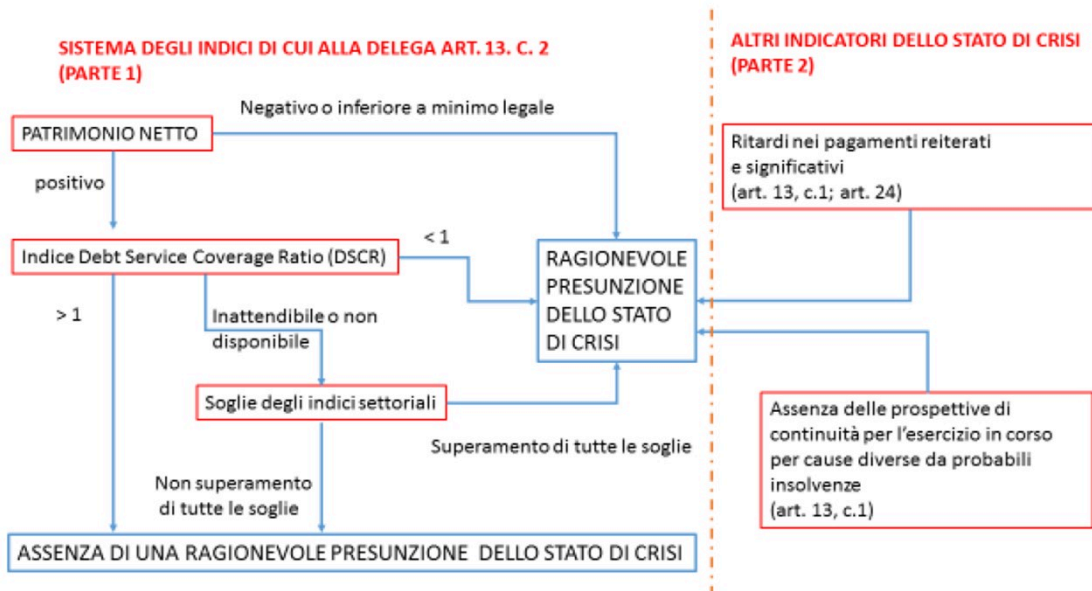 SISTEMA DEGLI INDICI DI CUI ALLA DELEGA ART. 13. C. 2
(PARTE 1)
Negativo o inferiore a minimo legale
PATRIMONIO NETTO
positivo
Indice Debt Service Coverage Ratio (DSCR)
< 1
> 1
Inattendibile o non
disponibile
RAGIONEVOLE
PRESUNZIONE
DELLO STATO
DI CRISI
Soglie degli indici settoriali
Superamento di tutte le soglie
Non superamento
di tutte le soglie
ASSENZA DI UNA RAGIONEVOLE PRESUNZIONE DELLO STATO DI CRISI
ALTRI INDICATORI DELLO STATO DI CRISI
(PARTE 2)
Ritardi nei pagamenti reiterati
e significativi
(art. 13, c.1; art. 24)
Assenza delle prospettive di
continuità per l'esercizio in corso
per cause diverse da probabili
insolvenze
(art. 13, c.1)